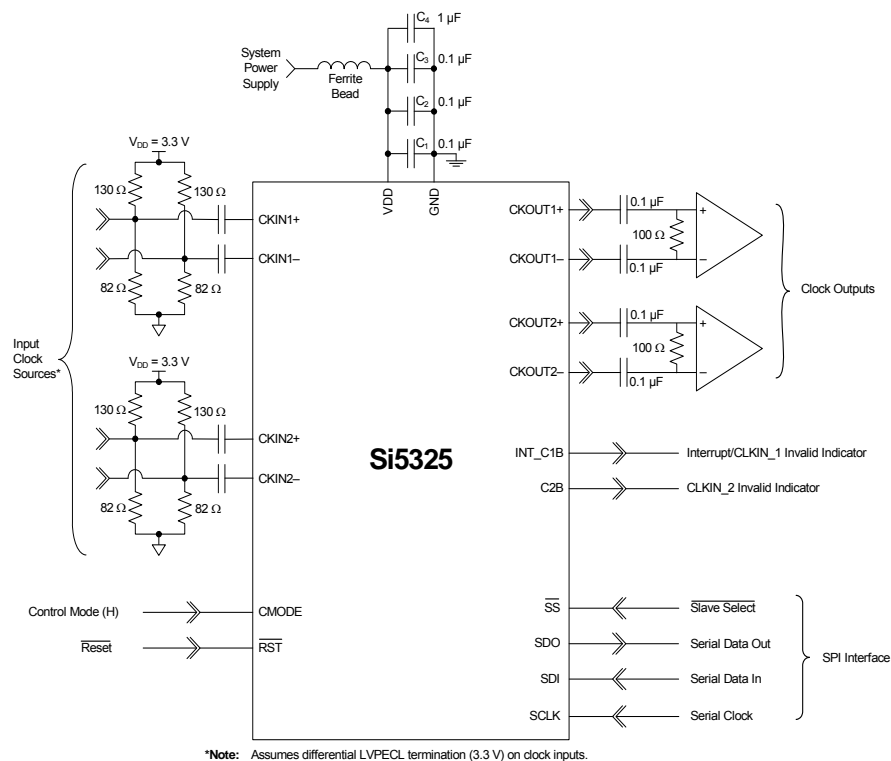 C4 1 µF
System
Power
Supply
Ferrite
Bead
C3 0.1 µF
C2 0.1 µF
C1 0.1 µF
VDD = 3.3 V
130 Ω
130 Ω
82 Ω
82 Ω
Input
Clock
Sources*
VDD = 3.3 V
130 Ω
130 Ω
82 Ω
82 Ω
VDD
GND
CKIN1+
CKIN1–
CKIN2+
CKIN2–
Si5325
CKOUT1+
0.1 µF
+
100 Ω
CKOUT1–
–
0.1 µF
CKOUT2+
0.1 µF
+
100 Ω
CKOUT2–
–
0.1 µF
Clock Outputs
INT_C1B
Interrupt/CLKIN_1 Invalid Indicator
C2B
CLKIN_2 Invalid Indicator
Control Mode (H)
CMODE
Reset
RST
SS
Slave Select
SDO
Serial Data Out
SDI
Serial Data In
SCLK
Serial Clock
SPI Interface
*Note: Assumes differential LVPECL termination (3.3 V) on clock inputs.